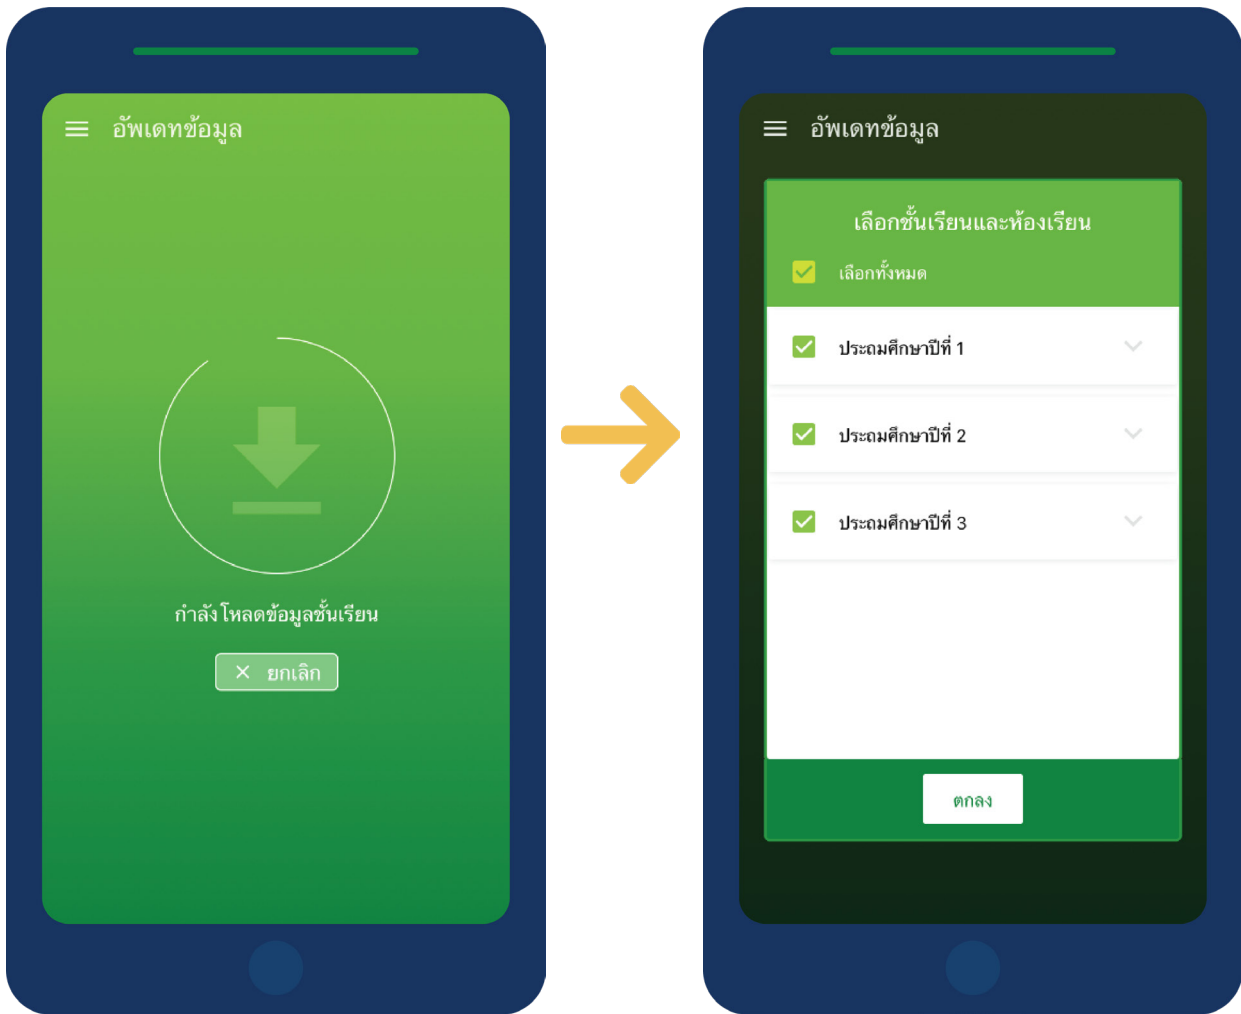 อัพเดทข้อมูล
กำลังโหลดข้อมูลชั้นเรียน
ยกเลิก
อัพเดทข้อมูล
เลือกชั้นเรียนและห้องเรียน
เลือกทั้งหมด
ประถมศึกษาปีที่ 1
ประถมศึกษาปีที่ 2
ประถมศึกษาปีที่ 3
ตกลง